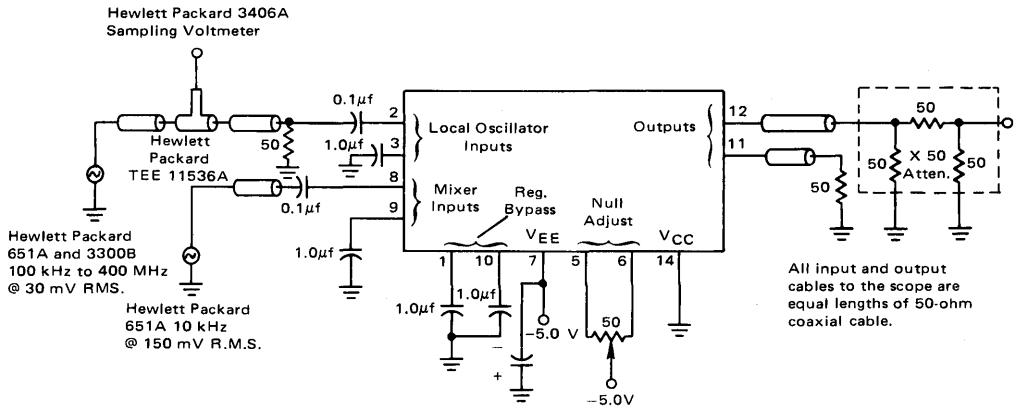 Hewlett Packard 3406A
Sampling Voltmeter
0.1μf
2
Local Oscillator
Inputs
50
1.0μf
3
Hewlett
Packard
TEE 11536A
8
Mixer
Inputs
0.1μf
9
Hewlett Packard
651A and 3300B
100 kHz to 400 MHz
@ 30 mV RMS.
1.0μf
Hewlett Packard
651A 10 kHz
@ 150 mV R.M.S.
Reg.
Bypass
VEE
Null
Adjust
VCC
1
10
7
5
6
14
1.0μf
1.0μf
-5.0 V
50
−
+
−5.0V
Outputs
12
11
50
50
50
X 50
Atten.
50
All input and output
cables to the scope are
equal lengths of 50-ohm
coaxial cable.